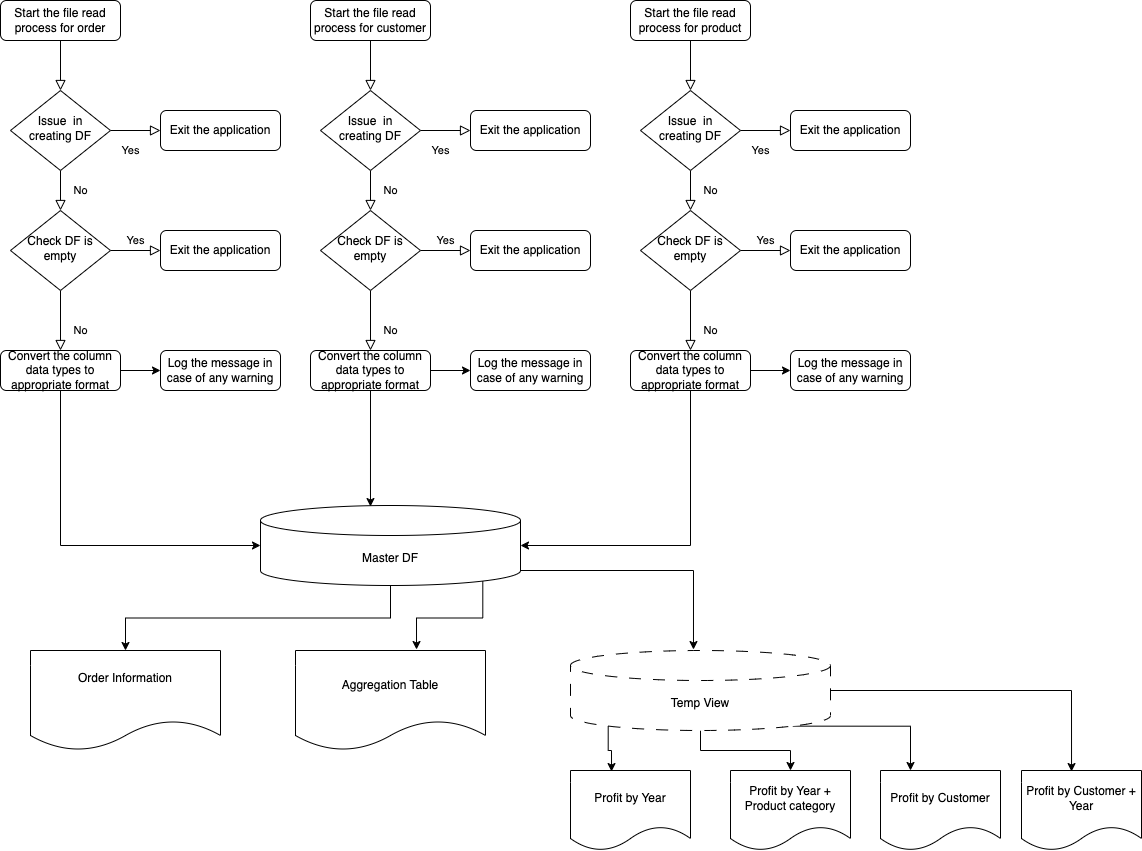 Start the file read
process for order
Start the file read
process for customer
Start the file read
process for product
Issue in
creating DF
Exit the application
Yes
Issue in
creating DF
Exit the application
Yes
Issue in
creating DF
Exit the application
Yes
No
No
No
Check DF is
empty
Yes
Exit the application
Check DF is
empty
Yes
Exit the application
Check DF is
empty
Yes
Exit the application
No
No
No
Convert the column
data types to
appropriate format
Log the message in
case of any warning
Convert the column
data types to
appropriate format
Log the message in
case of any warning
Convert the column
data types to
appropriate format
Log the message in
case of any warning
Master DF
Order Information
Aggregation Table
Temp View
Profit by Year
Profit by Year +
Product category
Profit by Customer
Profit by Customer +
Year